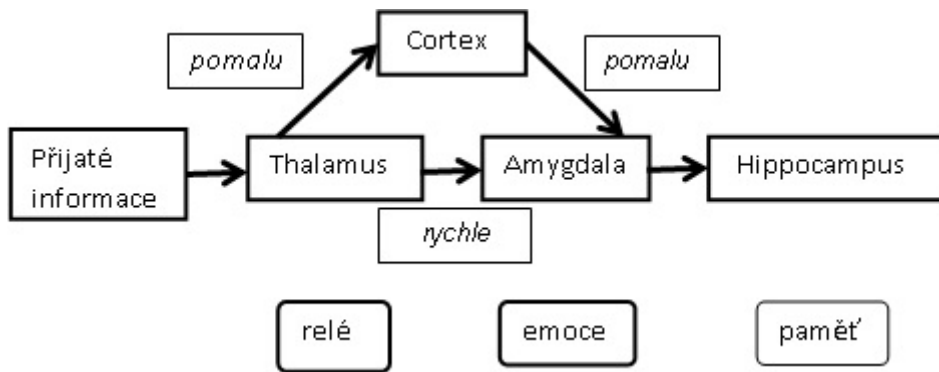 Cortex
pomalu
pomalu
Přijaté
informace
Thalamus
Amygdala
Hippocampus
rychle
relé
emoce
paměť